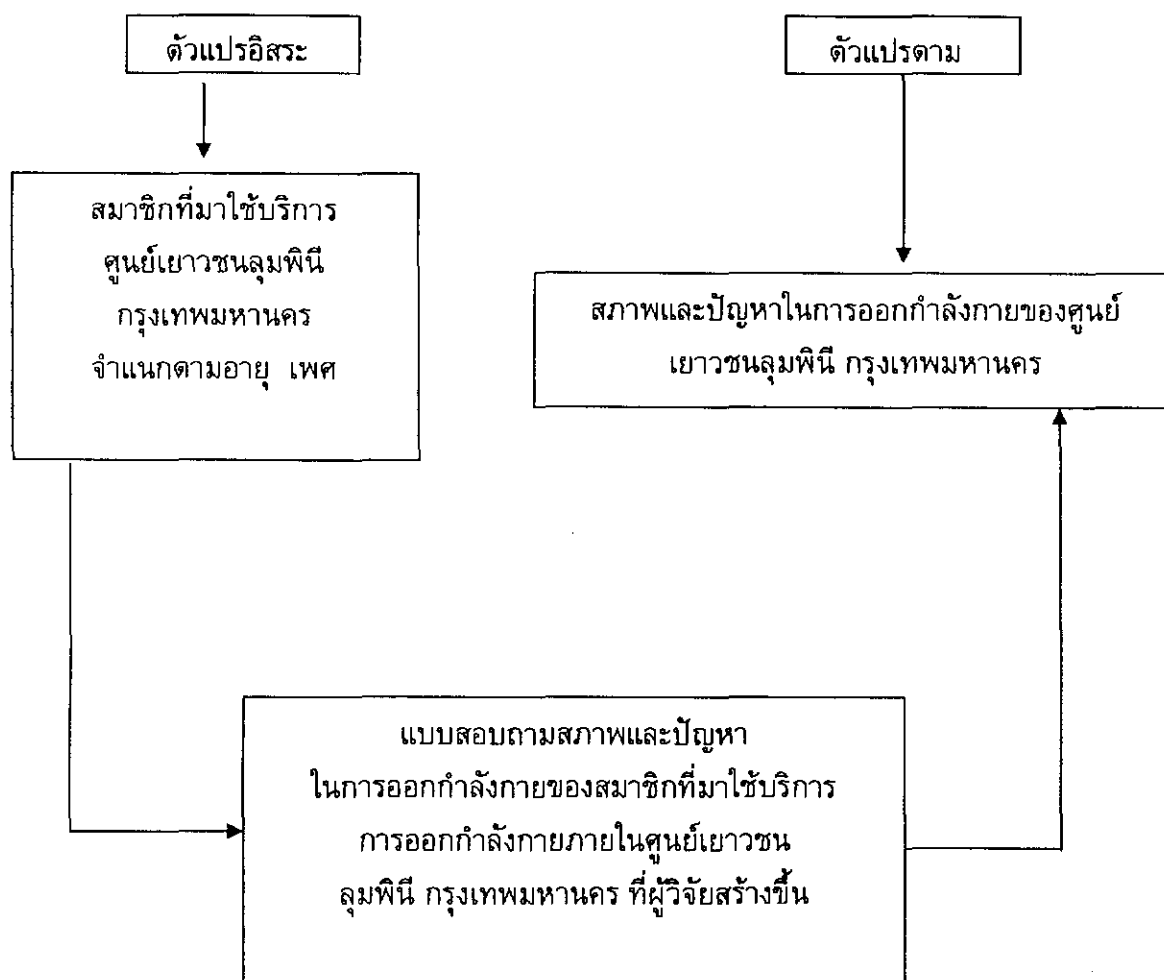 ตัวแปรอิสระ
ตัวแปรตาม
สมาชิกที่มาใช้บริการ
ศูนย์เยาวชนลุมพินี
กรุงเทพมหานคร
จำแนกตามอายุ เพศ
สภาพและปัญหาในการออกกำลังกายของศูนย์
เยาวชนลุมพินี กรุงเทพมหานคร
แบบสอบถามสภาพและปัญหา
ในการออกกำลังกายของสมาชิกที่มาใช้บริการ
การออกกำลังกายภายในศูนย์เยาวชน
ลุมพินี กรุงเทพมหานคร ที่ผู้วิจัยสร้างขึ้น